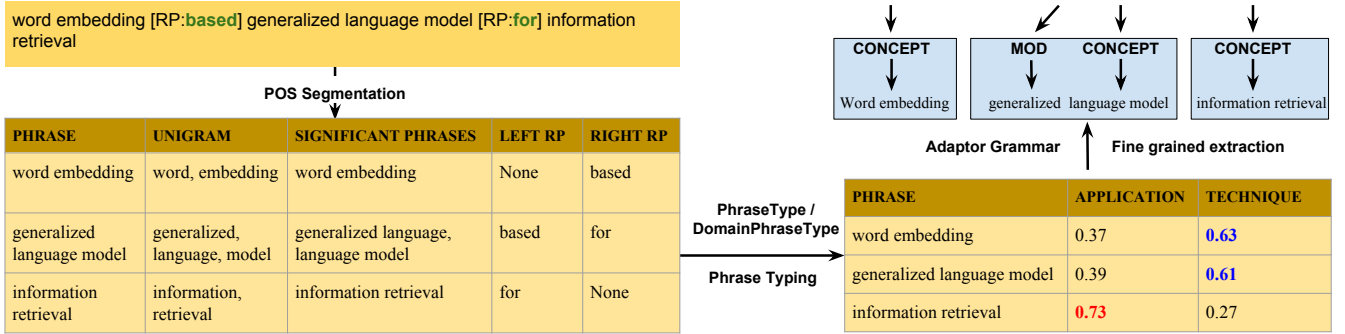 word embedding [RP:based] generalized language model [RP:for] information
retrieval
POS Segmentation
PHRASE UNIGRAM SIGNIFICANT PHRASES LEFT RP RIGHT RP
word embedding word, embedding word embedding None based
generalized generalized, generalized language, based for
language model language, model language model
information information, information retrieval for None
retrieval retrieval
PhraseType /
DomainPhraseType
Phrase Typing
CONCEPT MOD CONCEPT CONCEPT
Word embedding generalized language model information retrieval
Adaptor Grammar Fine grained extraction
PHRASE APPLICATION TECHNIQUE
word embedding 0.37 0.63
generalized language model 0.39 0.61
information retrieval 0.73 0.27